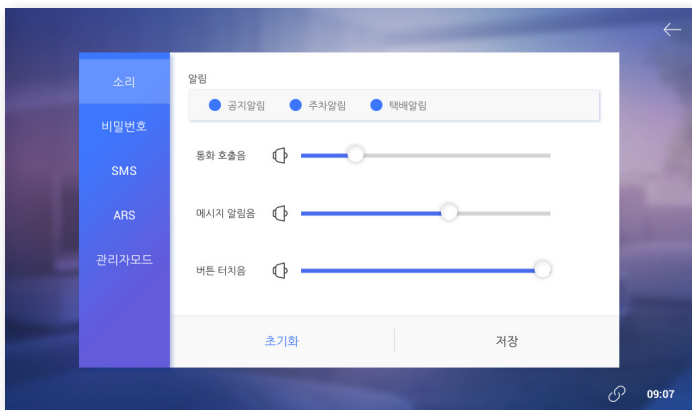 소리
비밀번호
SMS
ARS
관리자모드
알림
공지알림 주차알림 택배알림
통화 호출음
메시지 알림음
버튼 터치음
초기화 저장
09:07